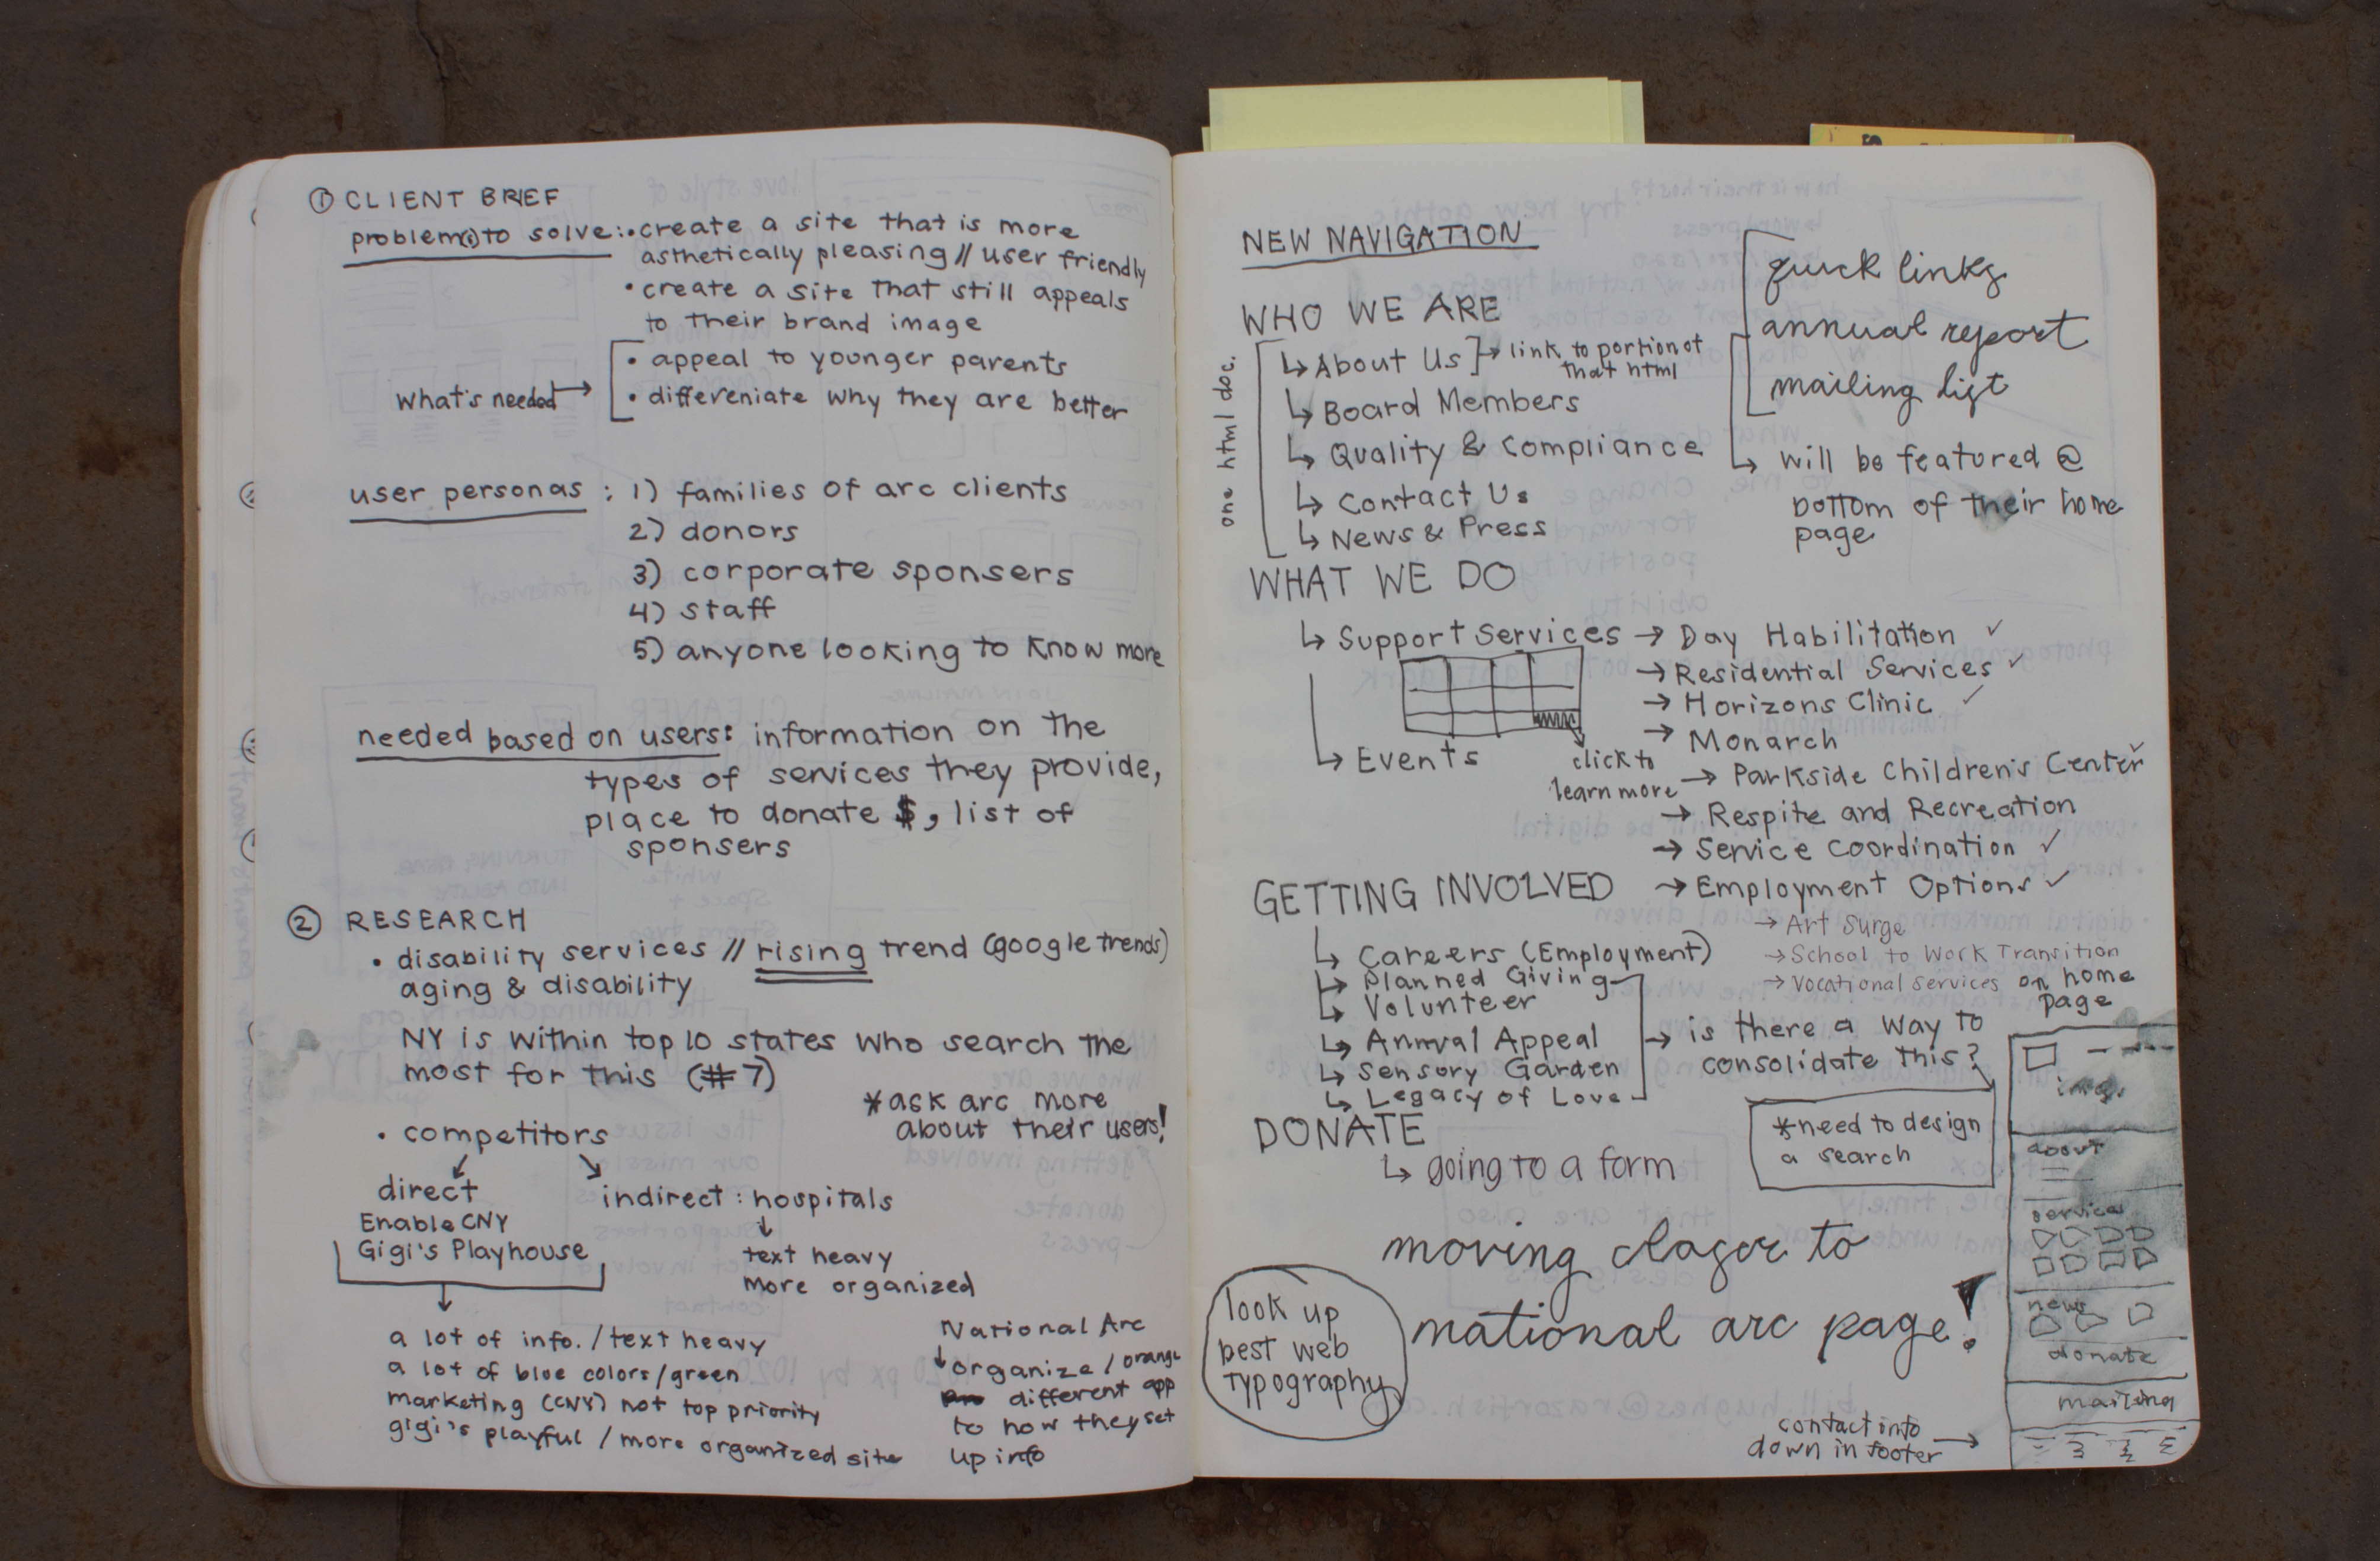 ① CLIENT BRIEF
problem(s) to solve: • create a site that is more
asthetically pleasing // user friendly
• create a site that still appeals
to their brand image
what's needed → • appeal to younger parents
• differeniate why they are better
user personas : 1) families of arc clients
2) donors
3) corporate sponsers
4) staff
5) anyone looking to know more
needed based on users: information on the
types of services they provide,
place to donate $, list of
sponsers
② RESEARCH
• disability services // rising trend (google trends)
aging & disability
NY is within top 10 states who search the
most for this (#7)
*ask arc more
about their users!
• competitors
direct
indirect : hospitals
Enable CNY
Gigi's Playhouse
text heavy
more organized
a lot of info. / text heavy
a lot of blue colors/green
marketing (CNY) not top priority
gigi's playful / more organized site
National Arc
organize / orange
different app
to how they set
up info
NEW NAVIGATION
WHO WE ARE
one html doc.
↳ About Us ] → link to portion of
that html
↳ Board Members
↳ Quality & Compliance
↳ Contact Us
↳ News & Press
quick links
annual report
mailing list
↳ will be featured @
bottom of their home
page
WHAT WE DO
↳ Support Services → Day Habilitation ✓
→ Residential Services ✓
→ Horizons Clinic ✓
→ Monarch
↳ Events
click to
learn more
→ Parkside Children's Center ✓
→ Respite and Recreation
→ Service Coordination ✓
→ Employment Options ✓
→ Art Surge
→ School to Work Transition
→ Vocational Services
GETTING INVOLVED
↳ Careers (Employment)
↳ Planned Giving
↳ Volunteer
↳ Annual Appeal
↳ Sensory Garden
↳ Legacy of Love
→ is there a way to
consolidate this?
*need to design
a search
DONATE
↳ going to a form
moving closer to
national arc page!
look up
best web
typography
on home
page
image
about
services
news
donate
mailing
contact info
down in footer →